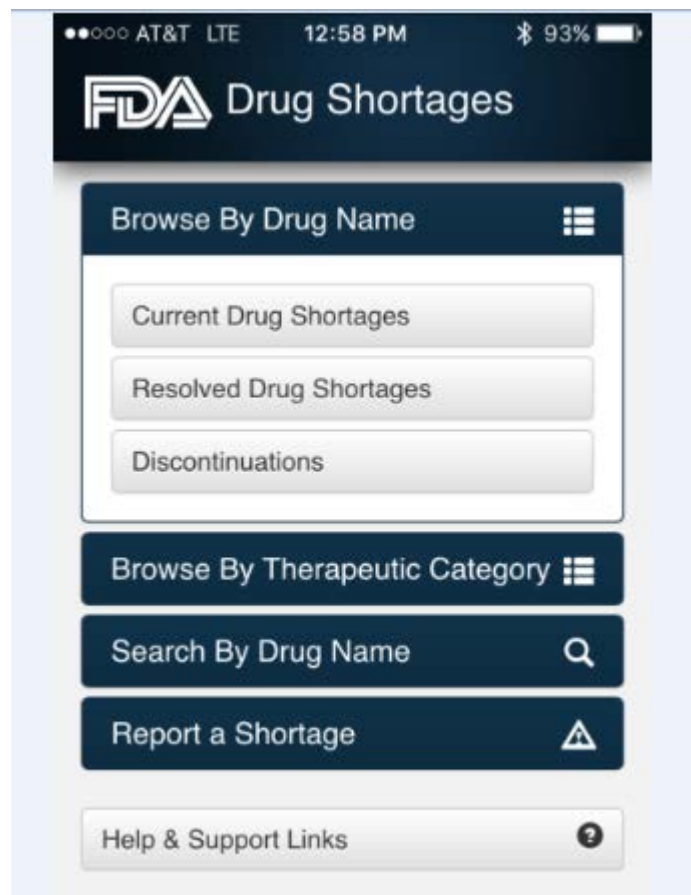 AT&T LTE 12:58 PM 93%
FDA Drug Shortages
Browse By Drug Name
Current Drug Shortages
Resolved Drug Shortages
Discontinuations
Browse By Therapeutic Category
Search By Drug Name
Report a Shortage
Help & Support Links